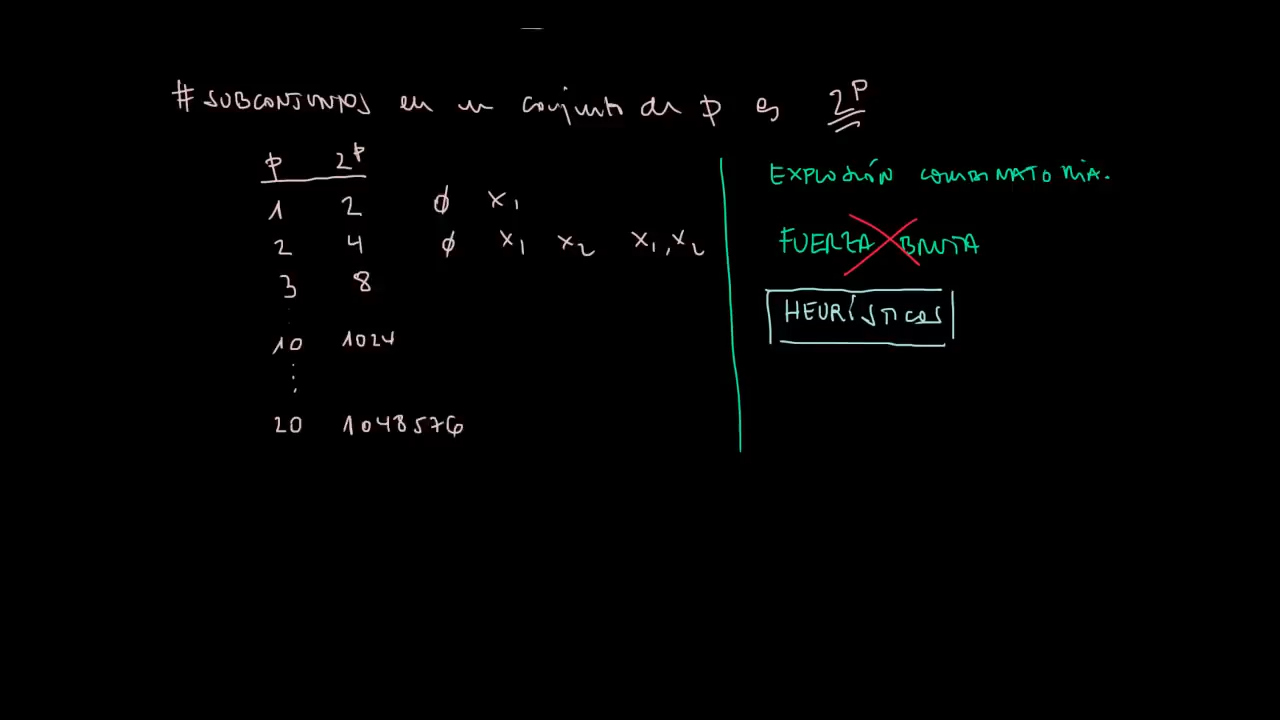 # SUBCONJUNTOS en un conjunto de p es 2^p
p 2^p
1 2 ϕ x₁
2 4 ϕ x₁ x₂ x₁,x₂
3 8
10 1024
20 1048576
EXPLOSIÓN COMBINATORIA.
FUERZA BRUTA
HEURÍSTICOS